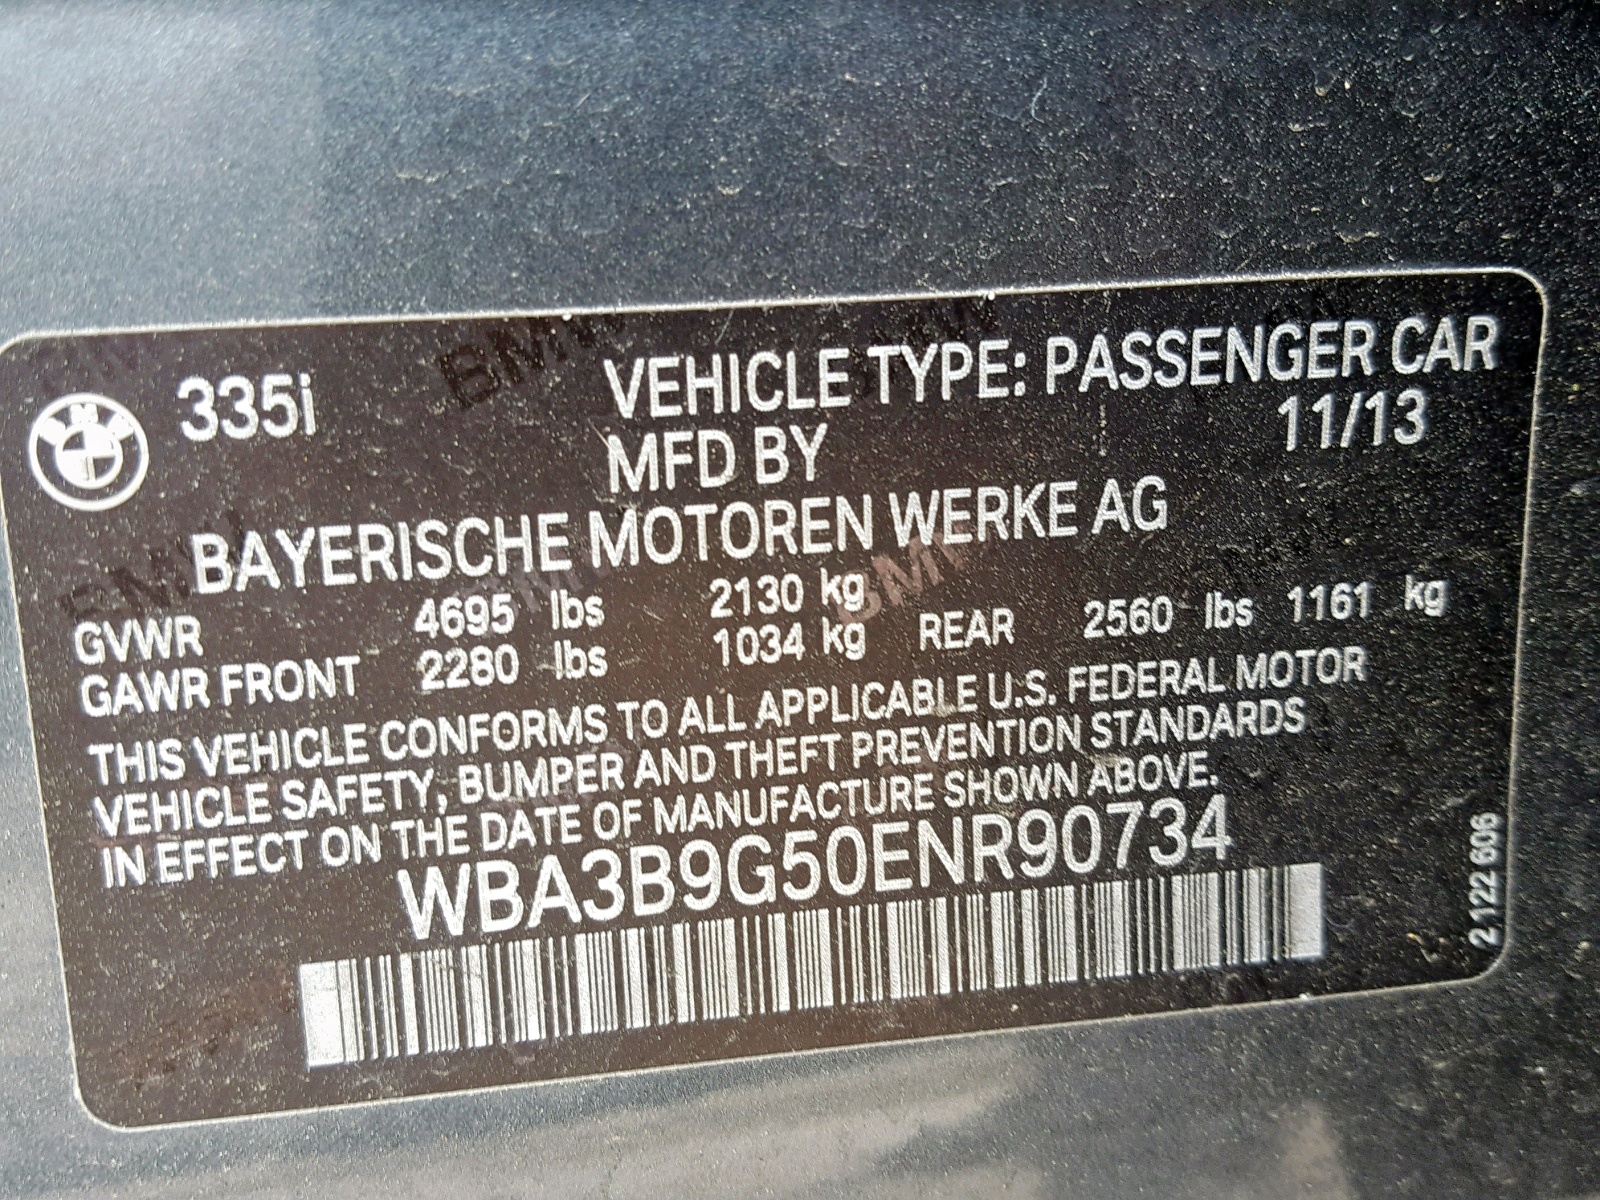 335i VEHICLE TYPE: PASSENGER CAR
MFD BY 11/13
BAYERISCHE MOTOREN WERKE AG
GVWR 4695 lbs 2130 kg
GAWR FRONT 2280 lbs 1034 kg REAR 2560 lbs 1161 kg
THIS VEHICLE CONFORMS TO ALL APPLICABLE U.S. FEDERAL MOTOR
VEHICLE SAFETY, BUMPER AND THEFT PREVENTION STANDARDS
IN EFFECT ON THE DATE OF MANUFACTURE SHOWN ABOVE.
WBA3B9G50ENR90734
2 122 606
BMW